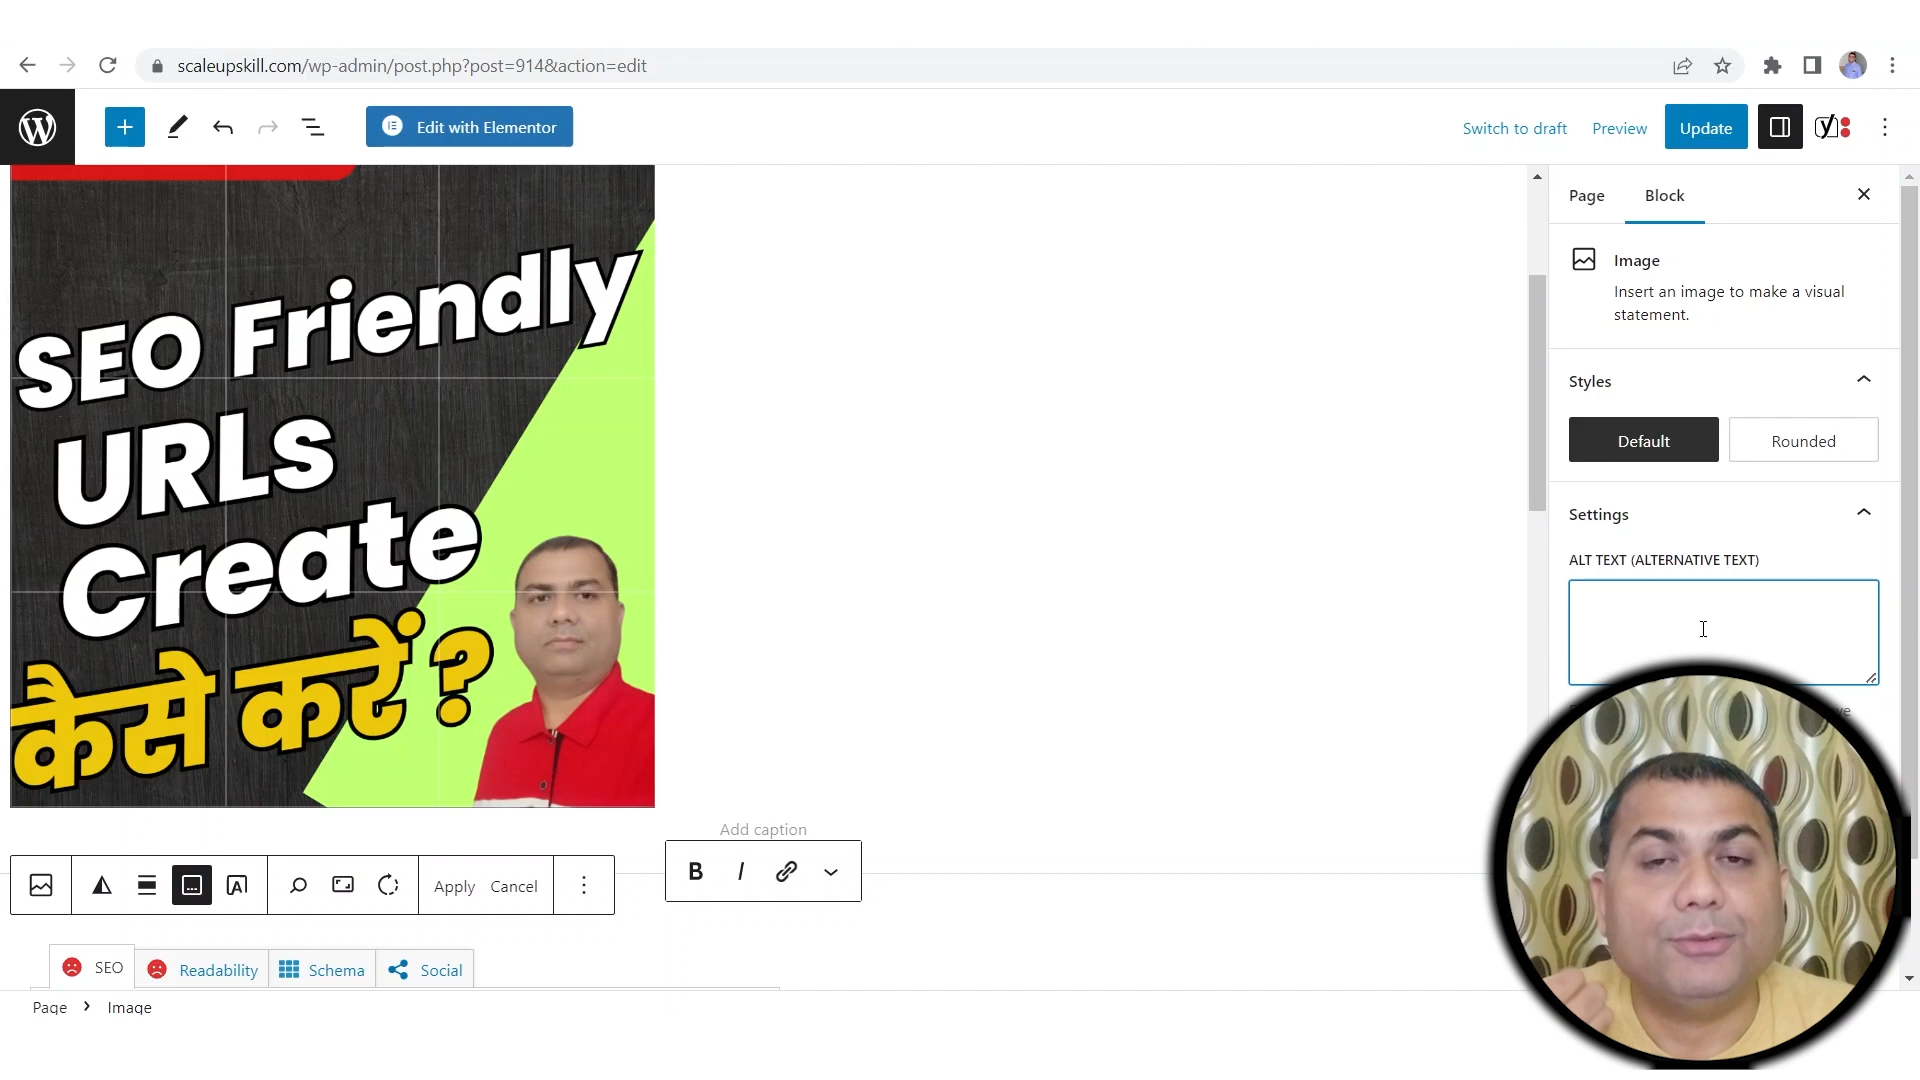 scaleupskill.com/wp-admin/post.php?post=914&action=edit
Edit with Elementor
Switch to draft
Preview
Update
SEO Friendly
URLs
Create
कैसे करें ?
Page
Block
Image
Insert an image to make a visual
statement.
Styles
Default
Rounded
Settings
ALT TEXT (ALTERNATIVE TEXT)
Add caption
A
Apply
Cancel
B
I
SEO
Readability
Schema
Social
Page
Image